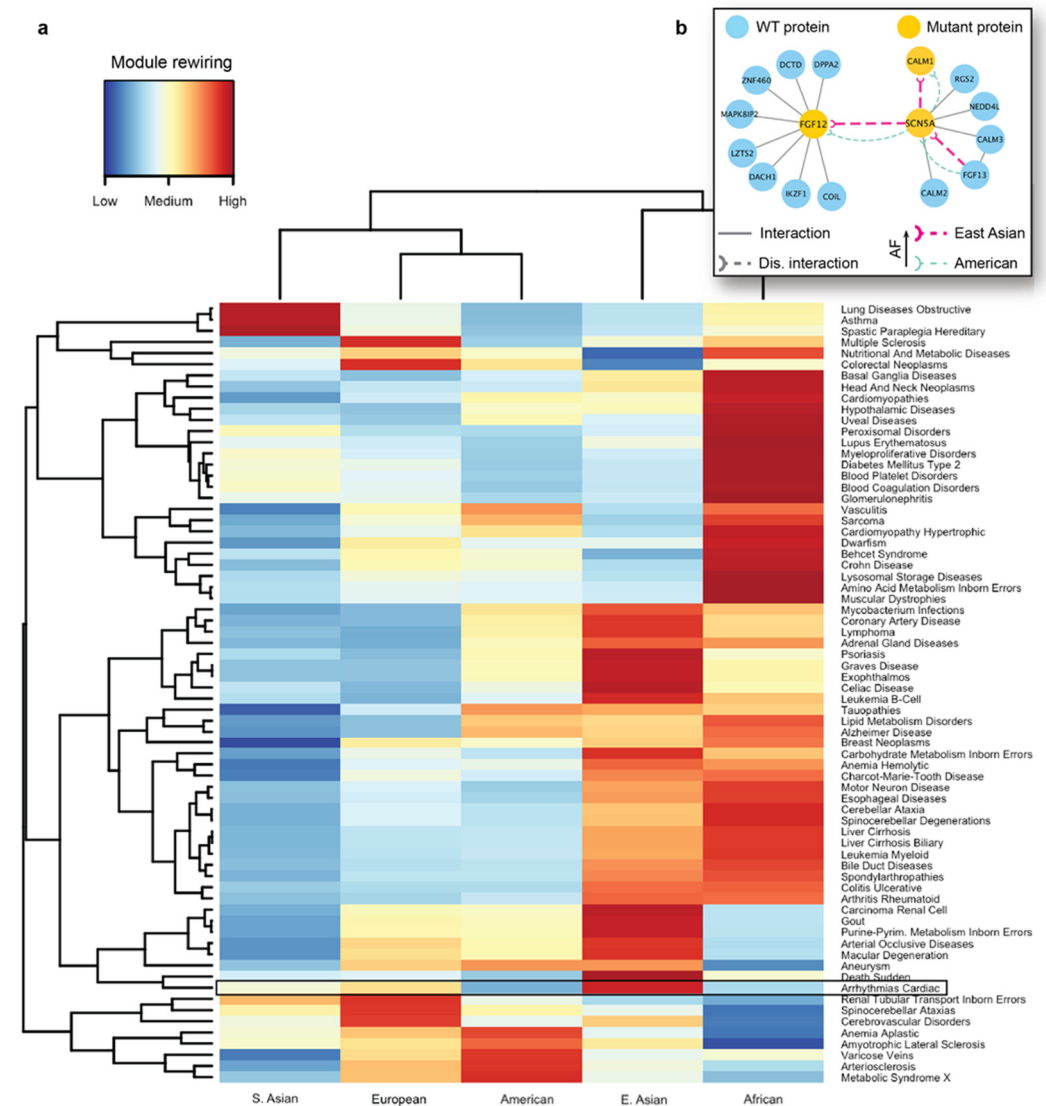 a
Module rewiring
Low Medium High
b
WT protein Mutant protein
DCTD
DPPA2
ZNF460
MAPK8IP2
FGF12
LZTS2
DACH1
IKZF1
COIL
CALM1
RGS2
NEDD4L
SCN5A
CALM3
FGF13
CALM2
Interaction
Dis. interaction
AF
East Asian
American
Lung Diseases Obstructive
Asthma
Spastic Paraplegia Hereditary
Multiple Sclerosis
Nutritional And Metabolic Diseases
Colorectal Neoplasms
Basal Ganglia Diseases
Head And Neck Neoplasms
Cardiomyopathies
Hypothalamic Diseases
Uveal Diseases
Peroxisomal Disorders
Lupus Erythematosus
Myeloproliferative Disorders
Diabetes Mellitus Type 2
Blood Platelet Disorders
Blood Coagulation Disorders
Glomerulonephritis
Vasculitis
Sarcoma
Cardiomyopathy Hypertrophic
Dwarfism
Behcet Syndrome
Crohn Disease
Lysosomal Storage Diseases
Amino Acid Metabolism Inborn Errors
Muscular Dystrophies
Mycobacterium Infections
Coronary Artery Disease
Lymphoma
Adrenal Gland Diseases
Psoriasis
Graves Disease
Exophthalmos
Celiac Disease
Leukemia B-Cell
Tauopathies
Lipid Metabolism Disorders
Alzheimer Disease
Breast Neoplasms
Carbohydrate Metabolism Inborn Errors
Anemia Hemolytic
Charcot-Marie-Tooth Disease
Motor Neuron Disease
Esophageal Diseases
Cerebellar Ataxia
Spinocerebellar Degenerations
Liver Cirrhosis
Liver Cirrhosis Biliary
Leukemia Myeloid
Bile Duct Diseases
Spondylarthropathies
Colitis Ulcerative
Arthritis Rheumatoid
Carcinoma Renal Cell
Gout
Purine-Pyrim. Metabolism Inborn Errors
Arterial Occlusive Diseases
Macular Degeneration
Aneurysm
Death Sudden
Arrhythmias Cardiac
Renal Tubular Transport Inborn Errors
Spinocerebellar Ataxias
Cerebrovascular Disorders
Anemia Aplastic
Amyotrophic Lateral Sclerosis
Varicose Veins
Arteriosclerosis
Metabolic Syndrome X
S. Asian European American E. Asian African